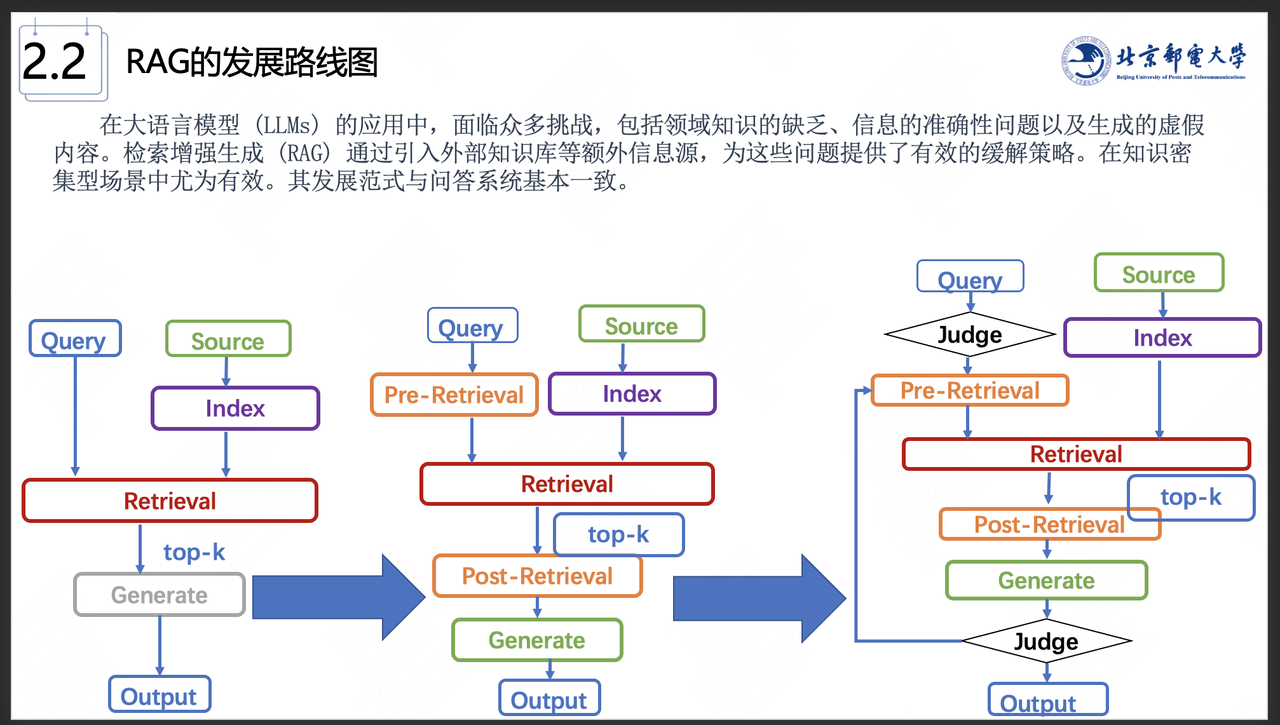 2.2
RAG的发展路线图
北京邮电大学
Beijing University of Posts and Telecommunications
在大语言模型 (LLMs) 的应用中，面临众多挑战，包括领域知识的缺乏、信息的准确性问题以及生成的虚假
内容。检索增强生成 (RAG) 通过引入外部知识库等额外信息源，为这些问题提供了有效的缓解策略。在知识密
集型场景中尤为有效。其发展范式与问答系统基本一致。
Query
Source
Index
Retrieval
top-k
Generate
Output
Query
Source
Pre-Retrieval
Index
Retrieval
top-k
Post-Retrieval
Generate
Output
Query
Source
Judge
Index
Pre-Retrieval
Retrieval
top-k
Post-Retrieval
Generate
Judge
Output